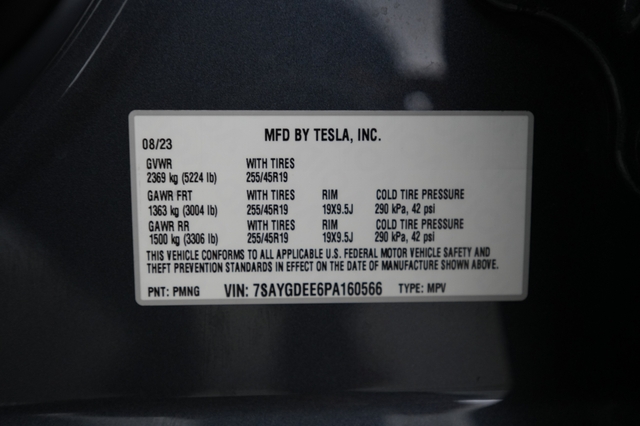 MFD BY TESLA, INC.
08/23
GVWR WITH TIRES
2369 kg (5224 lb) 255/45R19
GAWR FRT WITH TIRES RIM COLD TIRE PRESSURE
1363 kg (3004 lb) 255/45R19 19X9.5J 290 kPa, 42 psi
GAWR RR WITH TIRES RIM COLD TIRE PRESSURE
1500 kg (3306 lb) 255/45R19 19X9.5J 290 kPa, 42 psi
THIS VEHICLE CONFORMS TO ALL APPLICABLE U.S. FEDERAL MOTOR VEHICLE SAFETY AND
THEFT PREVENTION STANDARDS IN EFFECT ON THE DATE OF MANUFACTURE SHOWN ABOVE.
PNT: PMNG VIN: 7SAYGDEE6PA160566 TYPE: MPV